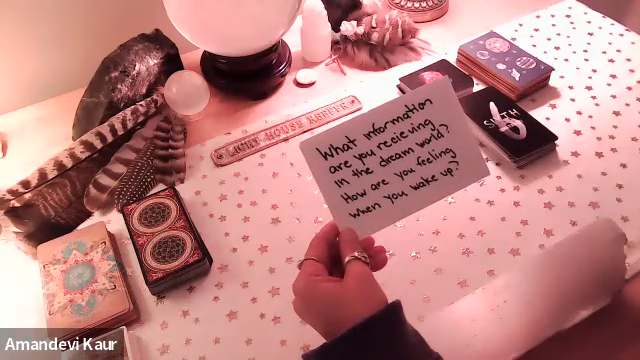 LIGHT HOUSE KEEPER
What information
are you recieving
in the dream world?
How are you feeling
when you wake up?
Amandevi Kaur